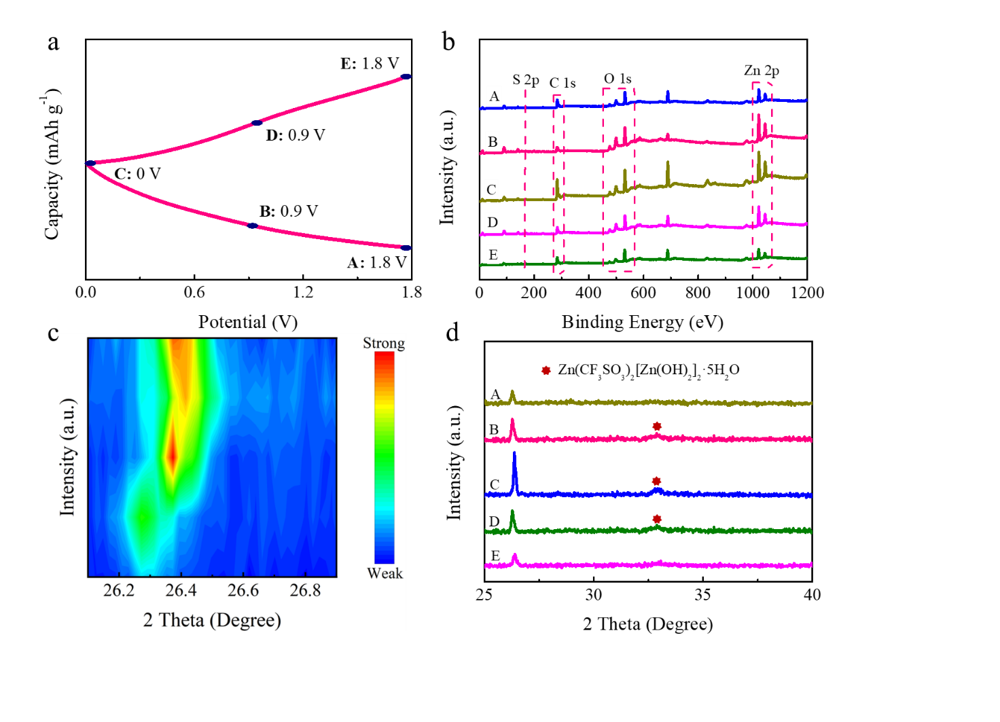 a
E: 1.8 V
D: 0.9 V
C: 0 V
B: 0.9 V
A: 1.8 V
Capacity (mAh g⁻¹)
0.0 0.6 1.2 1.8
Potential (V)
b
S 2p C 1s O 1s Zn 2p
A
B
C
D
E
Intensity (a.u.)
0 200 400 600 800 1000 1200
Binding Energy (eV)
c
Strong
Weak
Intensity (a.u.)
26.2 26.4 26.6 26.8
2 Theta (Degree)
d
Zn(CF₃SO₃)₂[Zn(OH)₂]₂·5H₂O
A
B
C
D
E
Intensity (a.u.)
25 30 35 40
2 Theta (Degree)